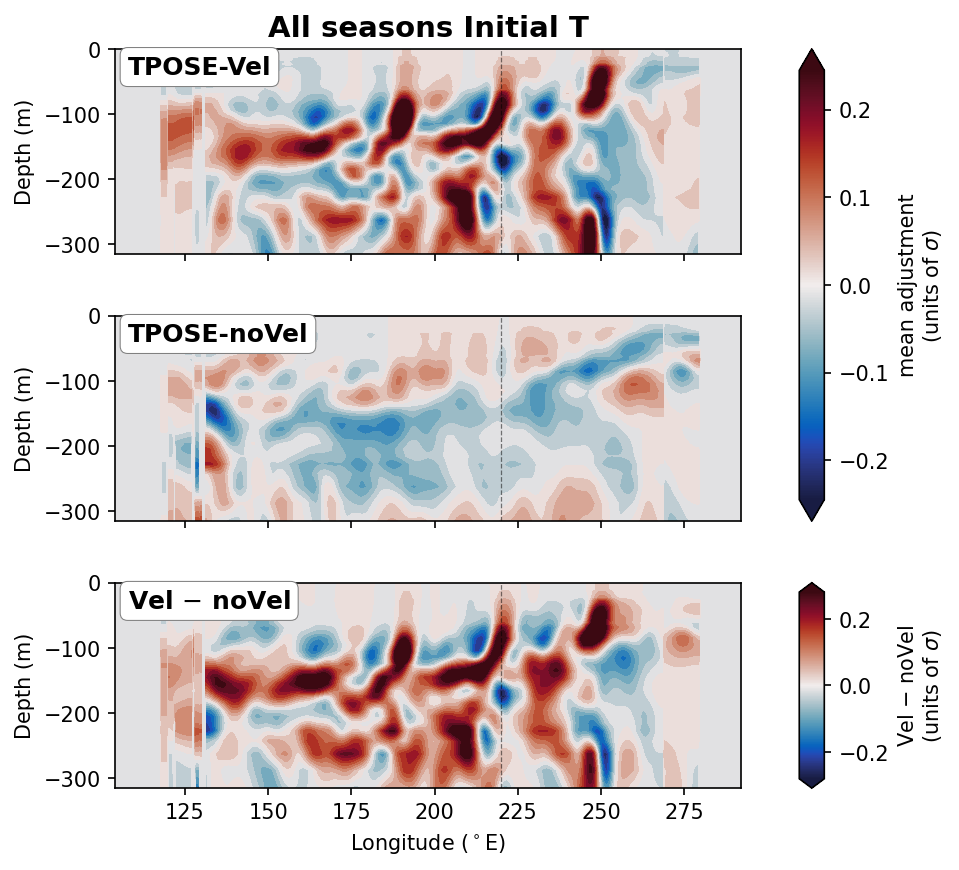 All seasons Initial T
TPOSE-Vel
0
−100
−200
−300
Depth (m)
TPOSE-noVel
0
−100
−200
−300
Depth (m)
Vel − noVel
0
−100
−200
−300
Depth (m)
125
150
175
200
225
250
275
Longitude (°E)
0.2
0.1
0.0
−0.1
−0.2
mean adjustment
(units of σ)
0.2
0.0
−0.2
Vel − noVel
(units of σ)